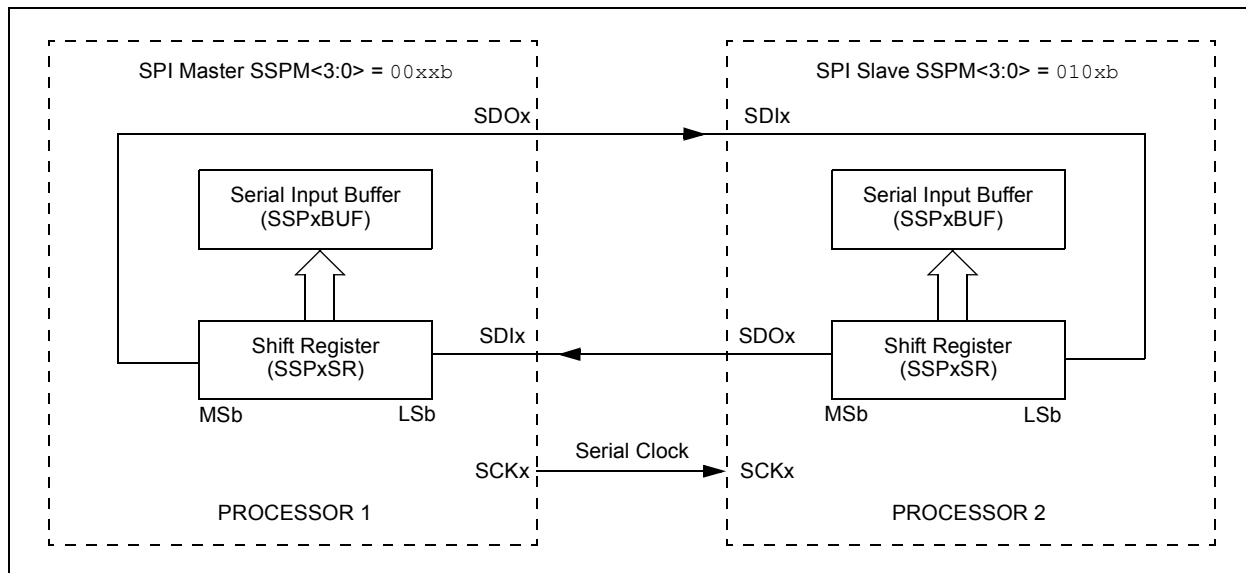 SPI Master SSPM<3:0> = 00xxb
SPI Slave SSPM<3:0> = 010xb
SDOx
SDIx
Serial Input Buffer
(SSPxBUF)
Serial Input Buffer
(SSPxBUF)
Shift Register
(SSPxSR)
SDIx
SDOx
Shift Register
(SSPxSR)
MSb
LSb
MSb
LSb
Serial Clock
SCKx
SCKx
PROCESSOR 1
PROCESSOR 2